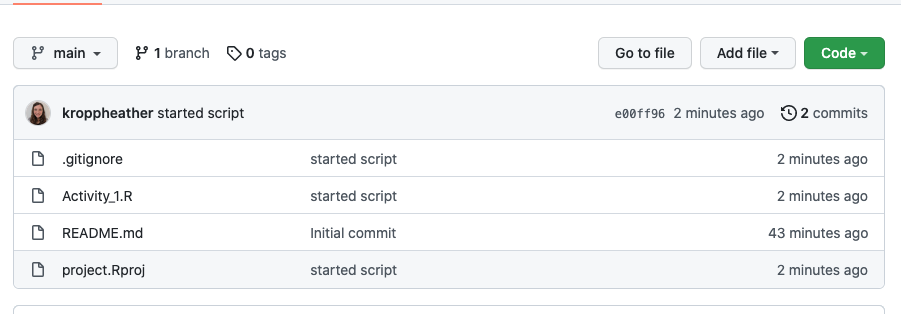 main 1 branch 0 tags Go to file Add file Code
kroppheather started script e00ff96 2 minutes ago 2 commits
.gitignore started script 2 minutes ago
Activity_1.R started script 2 minutes ago
README.md Initial commit 43 minutes ago
project.Rproj started script 2 minutes ago